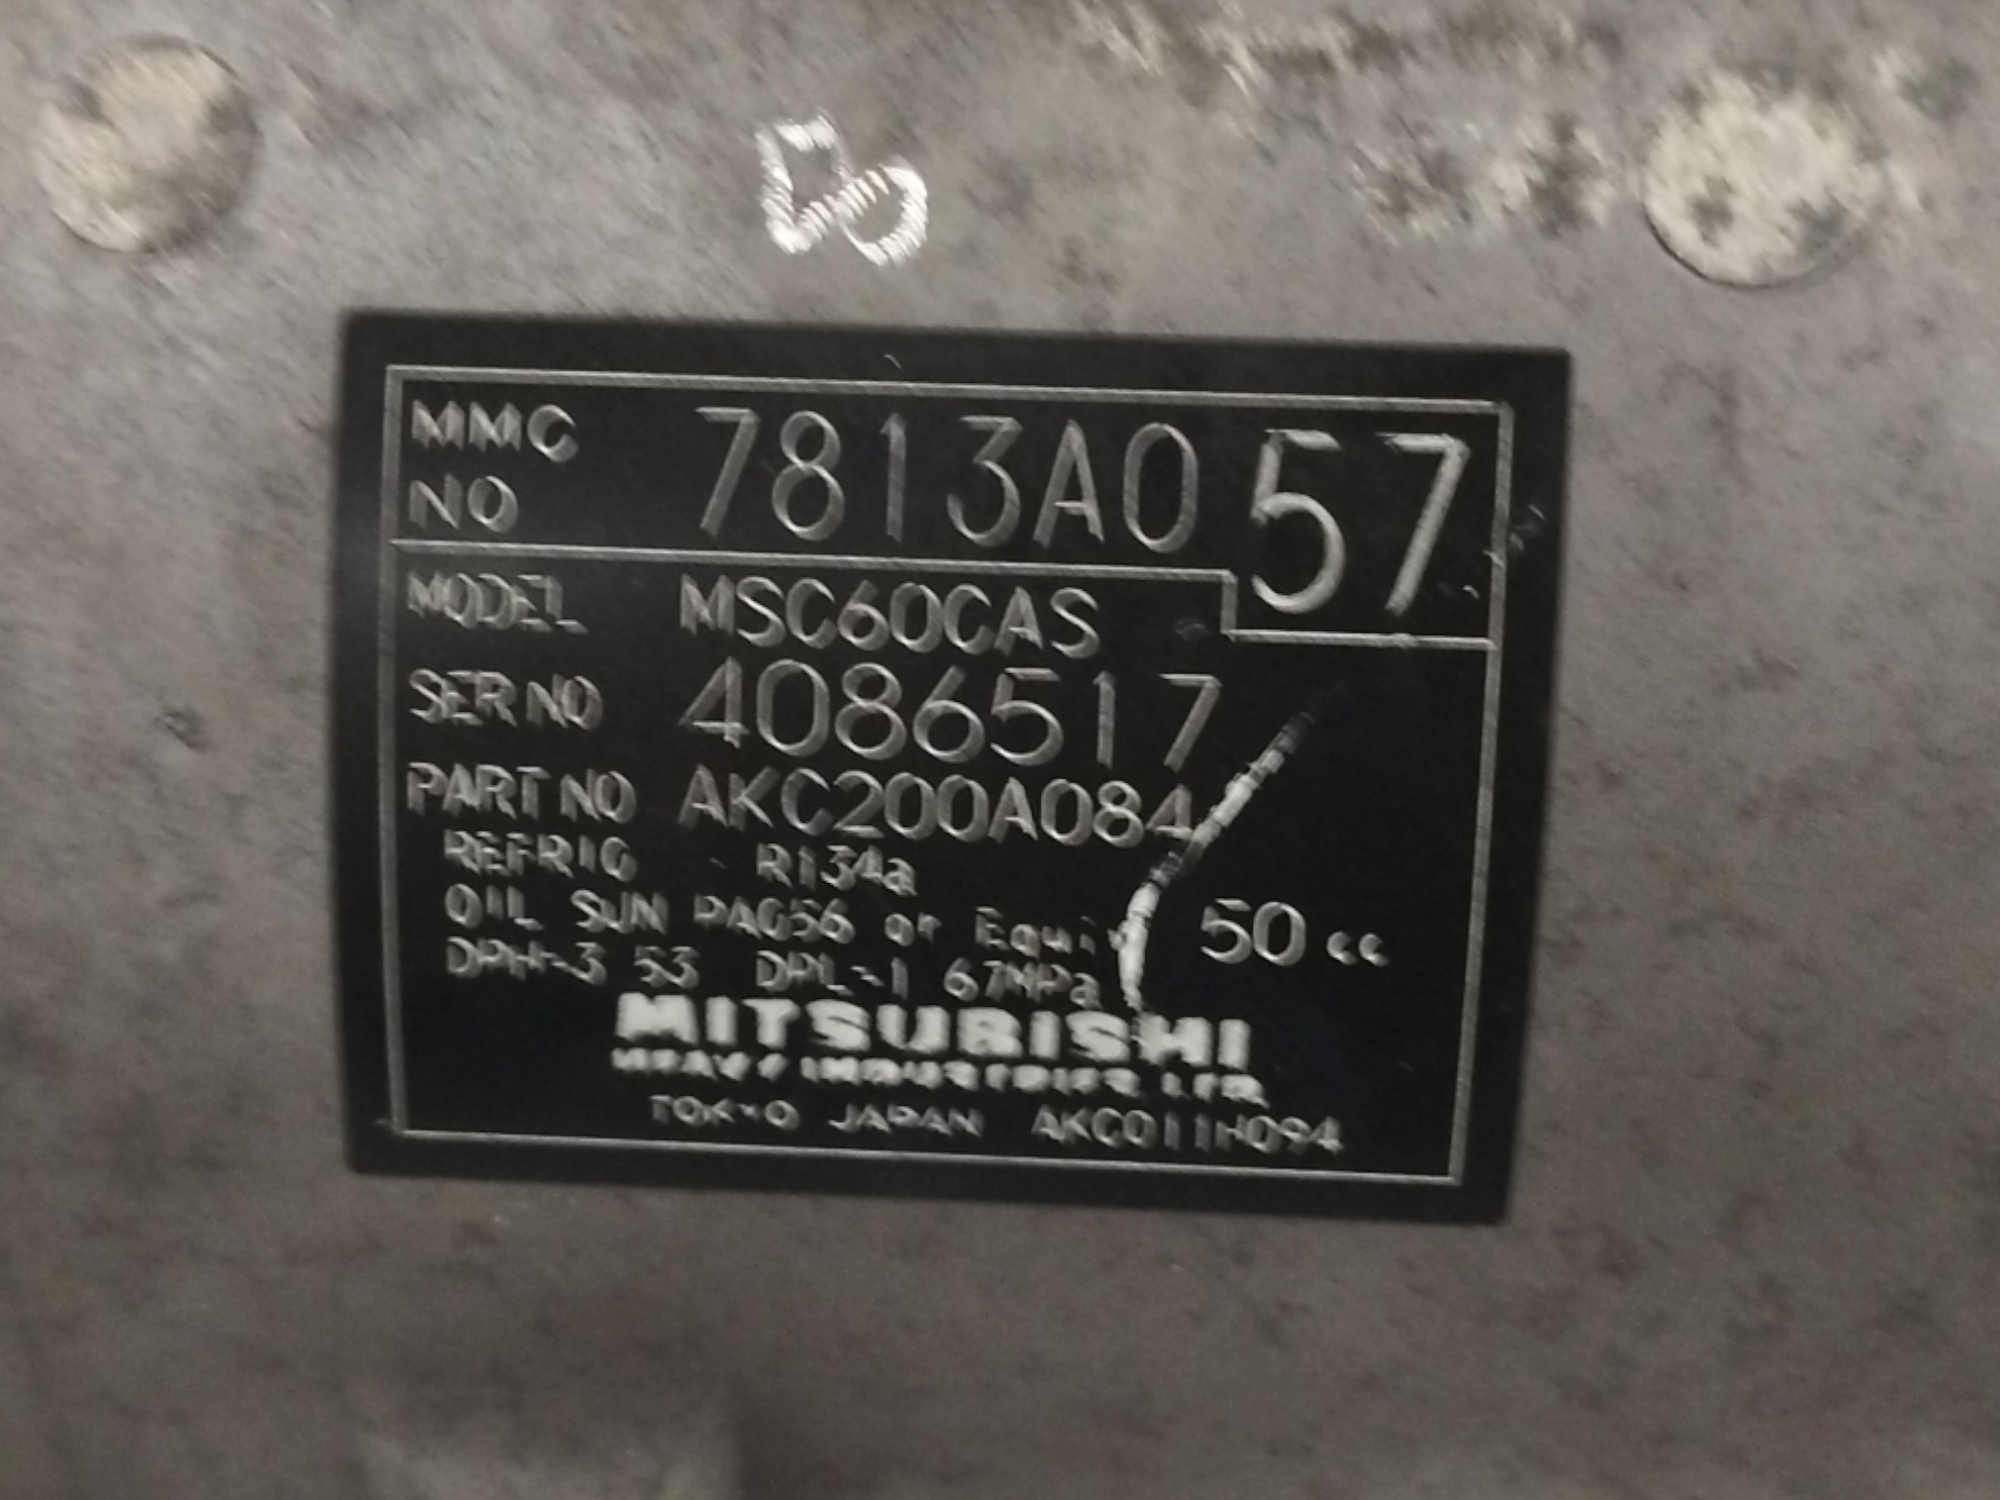 MMC NO 7813A057
MODEL MSC60CAS
SER NO 4086517
PART NO AKC200A084
REFRIG R134a
OIL SUN PAG56 or Equiv 50 cc
DPH-3 53 DPL-1 67MPa
MITSUBISHI
HEAVY INDUSTRIES, LTD.
TOKYO JAPAN AKC011H094